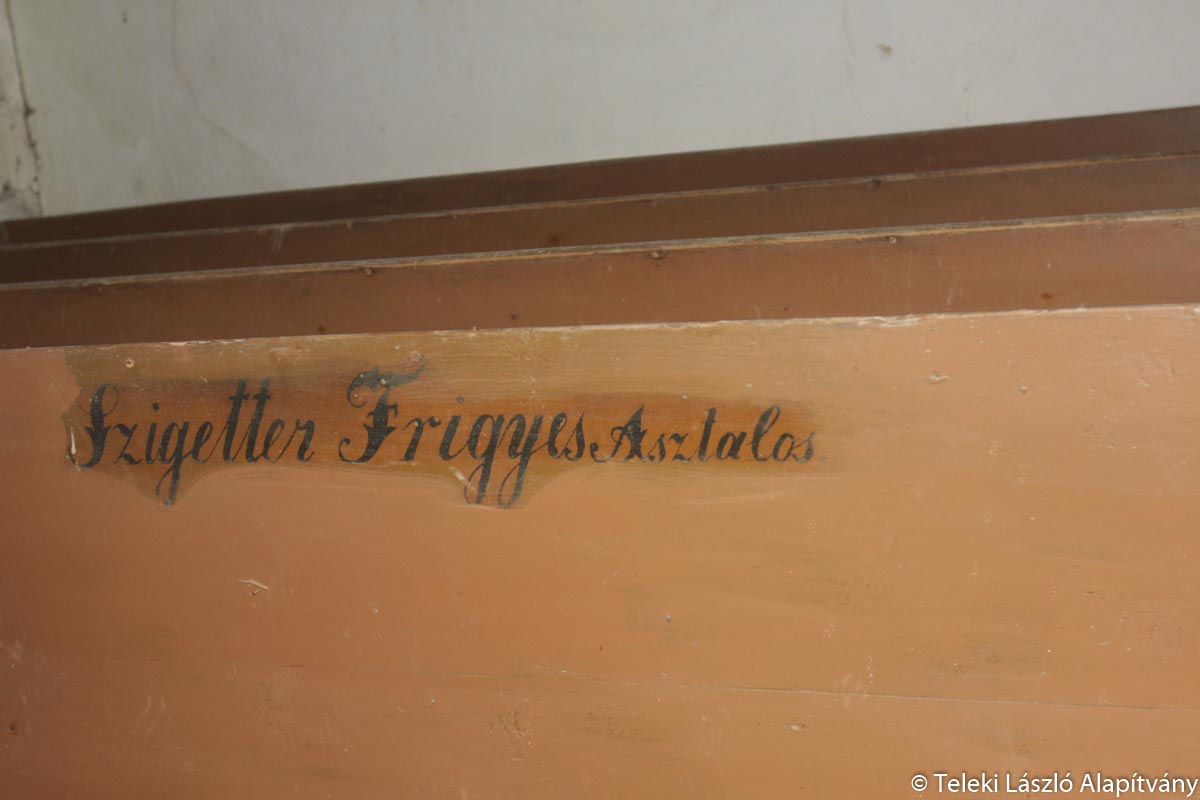 Szigetter Frigyes Asztalos
© Teleki László Alapítvány